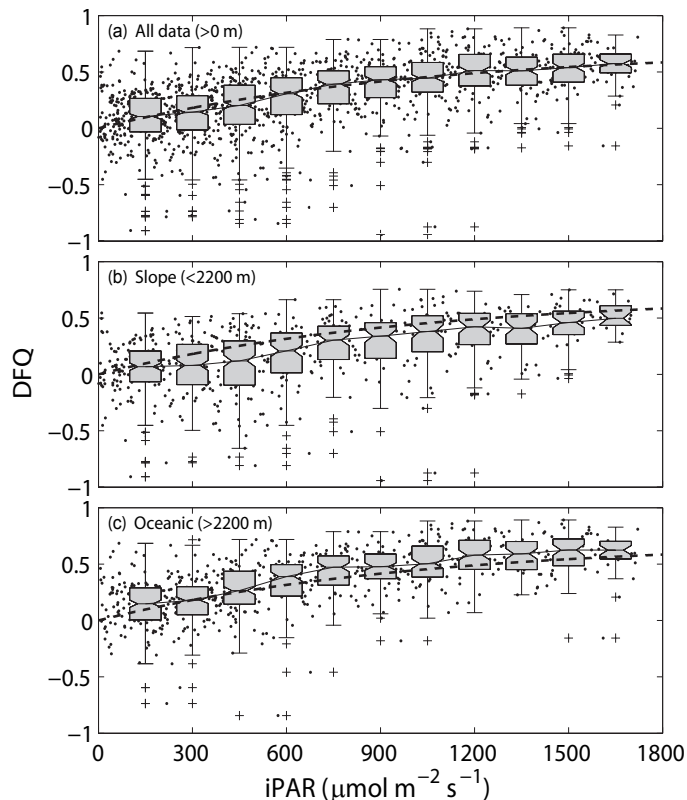 (a) All data (>0 m)
1
0.5
0
−0.5
−1
(b) Slope (<2200 m)
1
0.5
0
−0.5
−1
DFQ
(c) Oceanic (>2200 m)
1
0.5
0
−0.5
−1
0 300 600 900 1200 1500 1800
iPAR (μmol m⁻² s⁻¹)